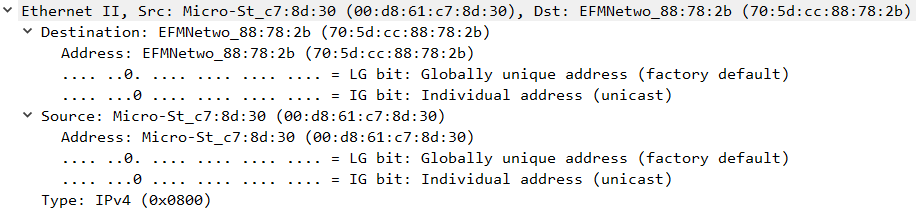 Ethernet II, Src: Micro-St_c7:8d:30 (00:d8:61:c7:8d:30), Dst: EFMNetwo_88:78:2b (70:5d:cc:88:78:2b)
Destination: EFMNetwo_88:78:2b (70:5d:cc:88:78:2b)
Address: EFMNetwo_88:78:2b (70:5d:cc:88:78:2b)
.... ..0. .... .... .... .... = LG bit: Globally unique address (factory default)
.... ...0 .... .... .... .... = IG bit: Individual address (unicast)
Source: Micro-St_c7:8d:30 (00:d8:61:c7:8d:30)
Address: Micro-St_c7:8d:30 (00:d8:61:c7:8d:30)
.... ..0. .... .... .... .... = LG bit: Globally unique address (factory default)
.... ...0 .... .... .... .... = IG bit: Individual address (unicast)
Type: IPv4 (0x0800)